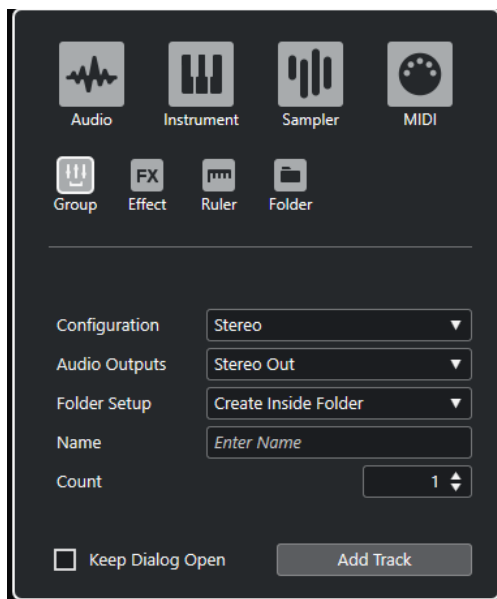 Audio Instrument Sampler MIDI
FX
Group Effect Ruler Folder
Configuration Stereo
Audio Outputs Stereo Out
Folder Setup Create Inside Folder
Name Enter Name
Count 1
Keep Dialog Open Add Track